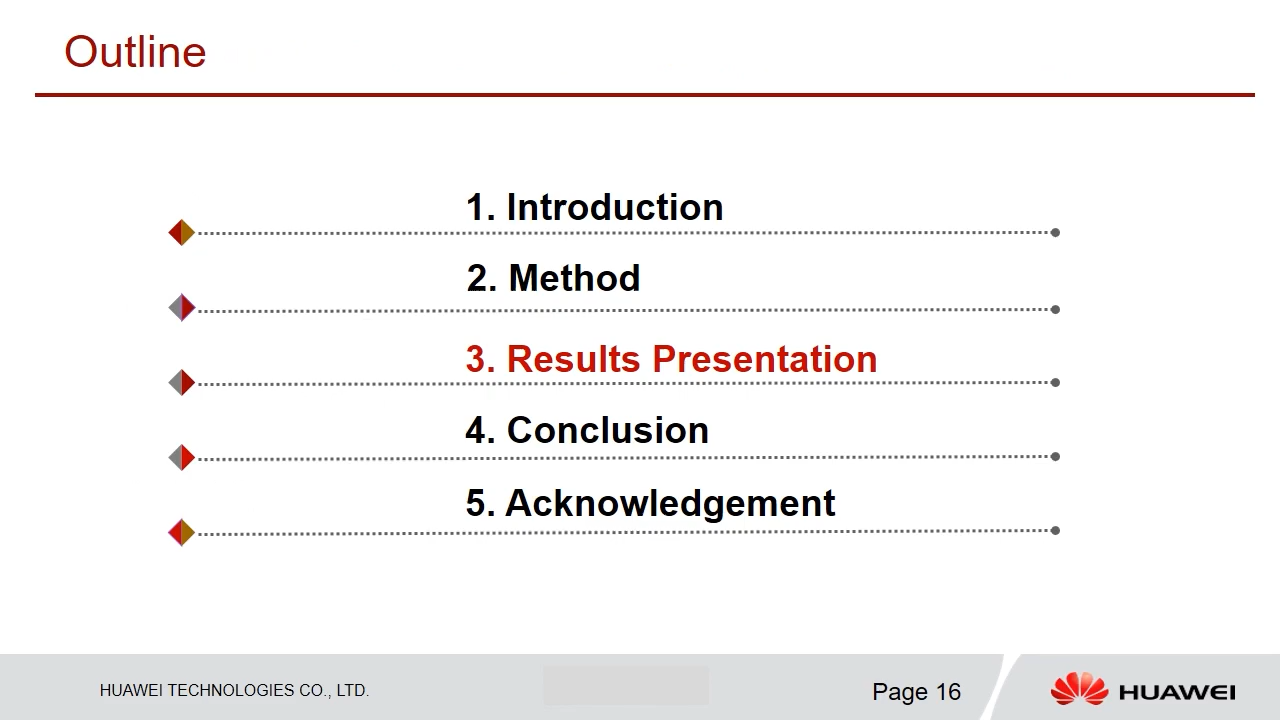 Outline
1. Introduction
2. Method
3. Results Presentation
4. Conclusion
5. Acknowledgement
HUAWEI TECHNOLOGIES CO., LTD.
Page 16
HUAWEI